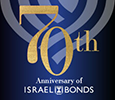 70th
Anniversary of
ISRAEL BONDS